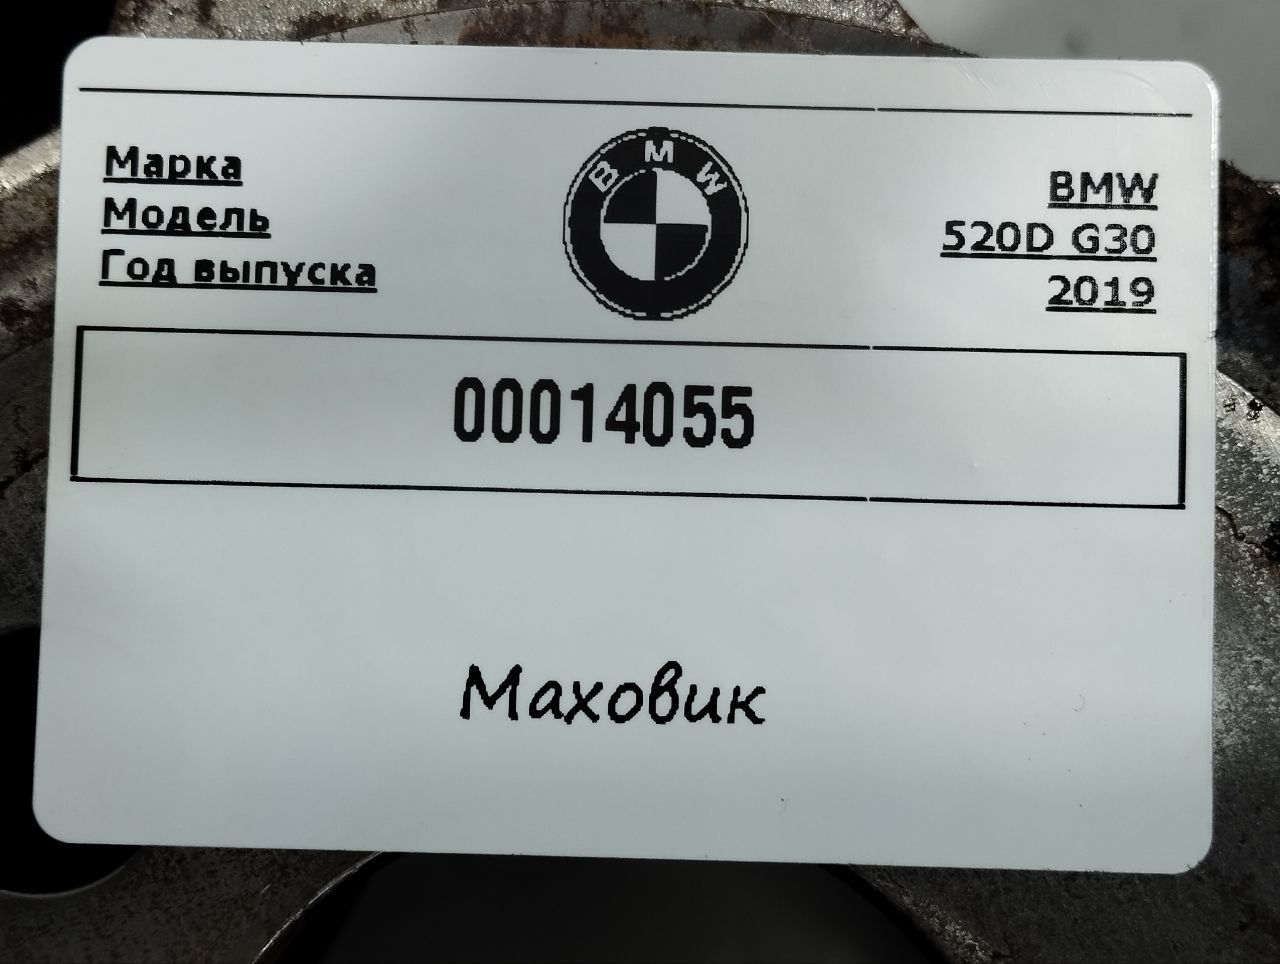 Марка
Модель
Год выпуска
BMW
BMW
520D G30
2019
00014055
Маховик